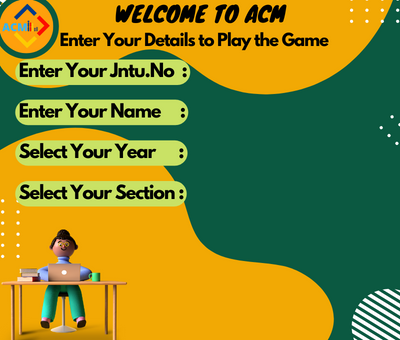 WELCOME TO ACM
ACM
Enter Your Details to Play the Game
Enter Your Jntu.No :
Enter Your Name :
Select Your Year :
Select Your Section :